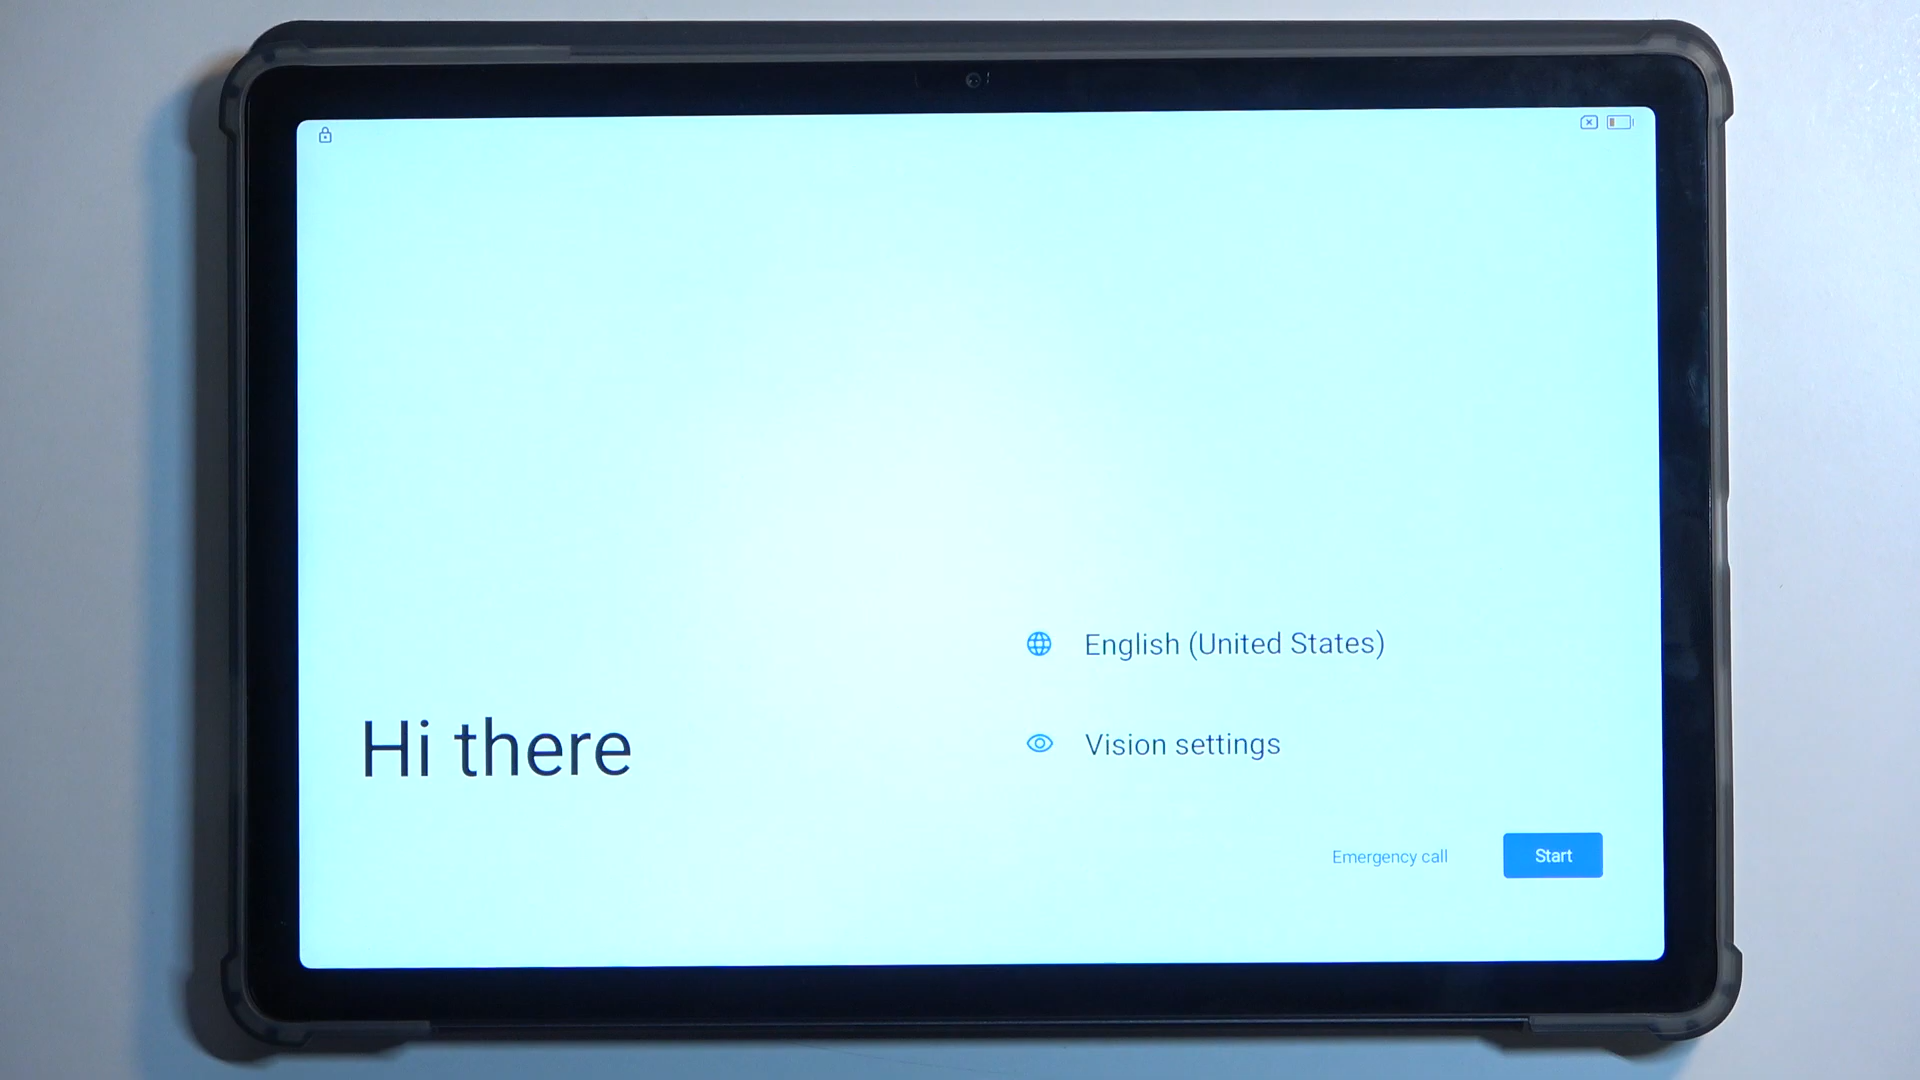 Hi there
English (United States)
Vision settings
Emergency call
Start